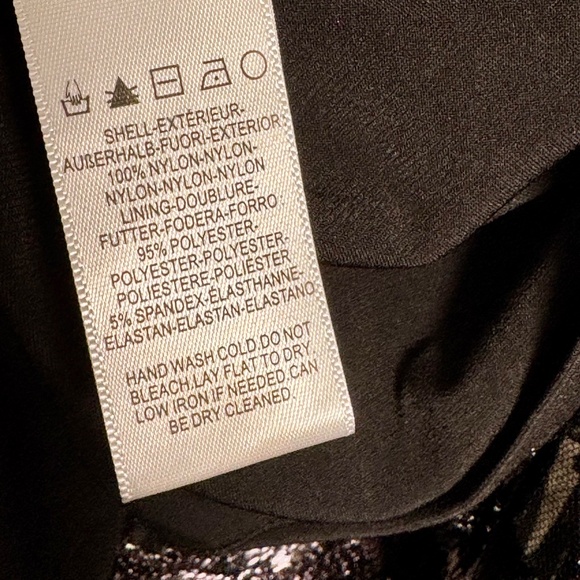 SHELL-EXTÉRIEUR-
AUßERHALB-FUORI-EXTERIOR
100% NYLON-NYLON-
NYLON-NYLON-NYLON
LINING-DOUBLURE-
FUTTER-FODERA-FORRO
95% POLYESTER-
POLYESTER-POLYESTER-
POLIESTERE-POLIÉSTER
5% SPANDEX-ÉLASTHANNE-
ELASTAN-ELASTAN-ELASTANO
HAND WASH COLD.DO NOT
BLEACH LAY FLAT TO DRY
LOW IRON IF NEEDED CAN
BE DRY CLEANED.